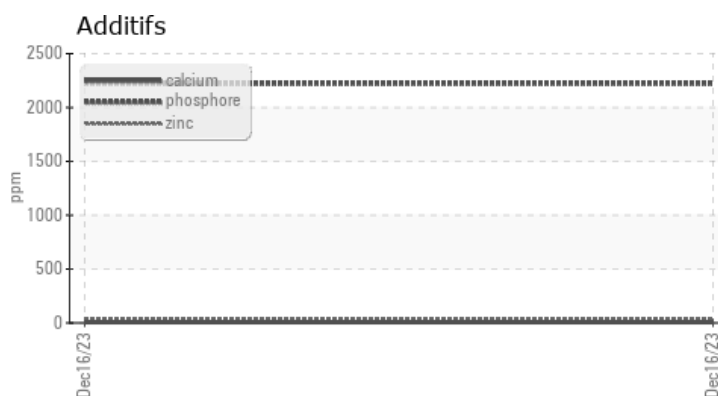 Additifs
2500
calcium
phosphore
zinc
2000
1500
ppm
1000
500
0
Dec16/23
Dec16/23